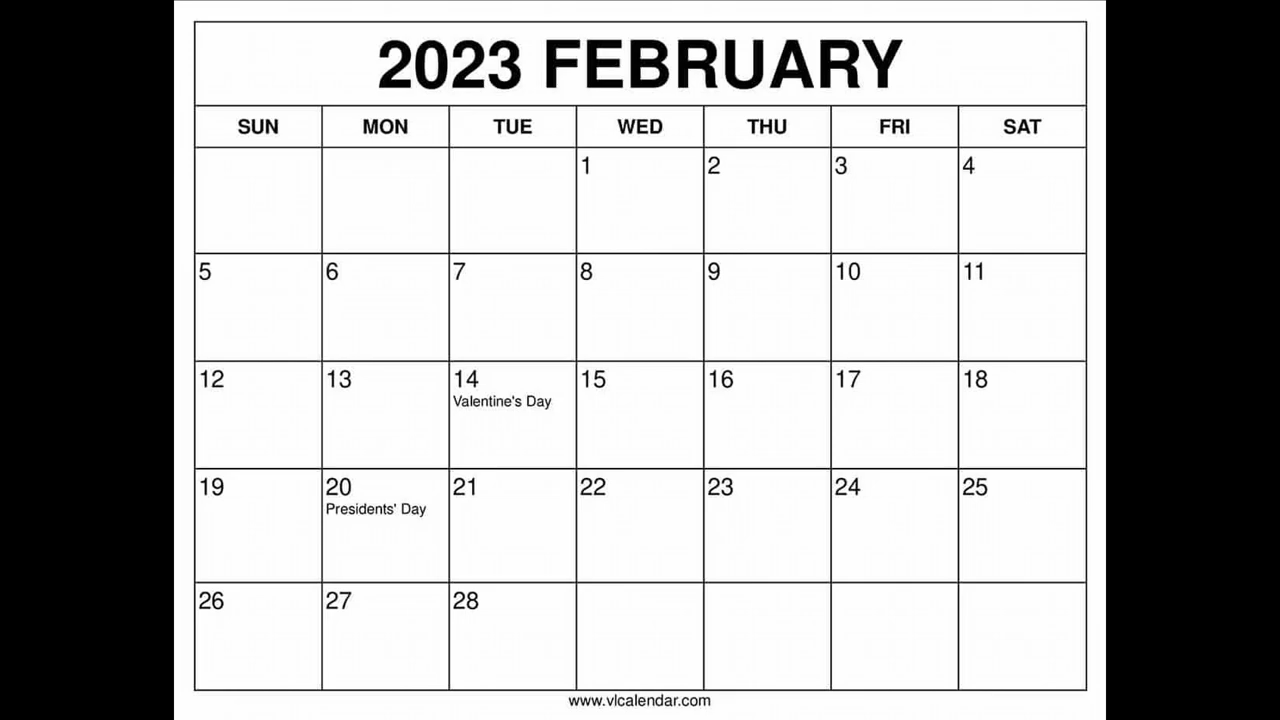 2023 FEBRUARY
SUN MON TUE WED THU FRI SAT
1 2 3 4
5 6 7 8 9 10 11
12 13 14 15 16 17 18
Valentine's Day
19 20 21 22 23 24 25
Presidents' Day
26 27 28
www.vlcalendar.com